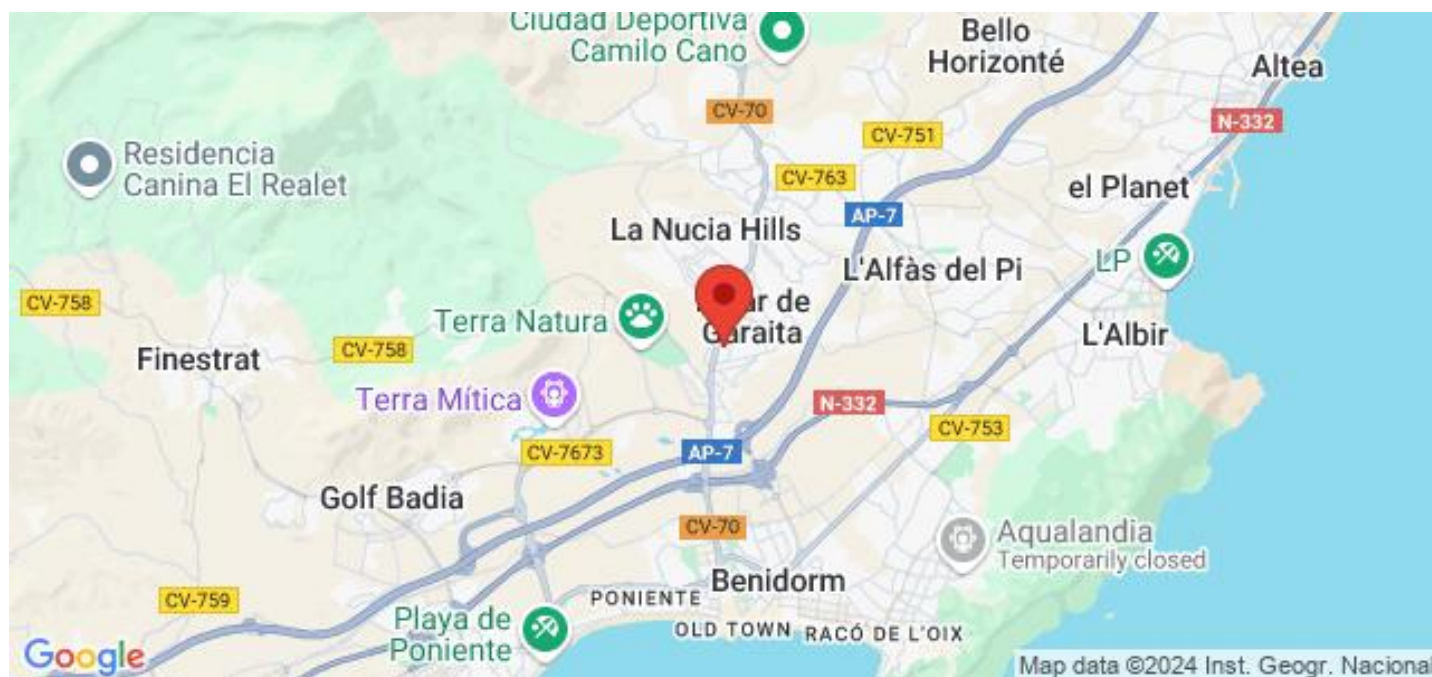 Ciudad Deportiva
Camilo Cano
Bello
Horizonté
Altea
CV-70
N-332
CV-751
Residencia
Canina El Realet
CV-763
el Planet
AP-7
La Nucia Hills
L'Alfàs del Pi
LP
CV-758
Terra Natura
ar de
Garaita
L'Albir
Finestrat
CV-758
Terra Mítica
N-332
CV-753
CV-7673
AP-7
Golf Badia
CV-70
Aqualandia
Temporarily closed
Benidorm
CV-759
PONIENTE
Playa de
Poniente
OLD TOWN
RACÓ DE L'OIX
Google
Map data ©2024 Inst. Geogr. Nacional